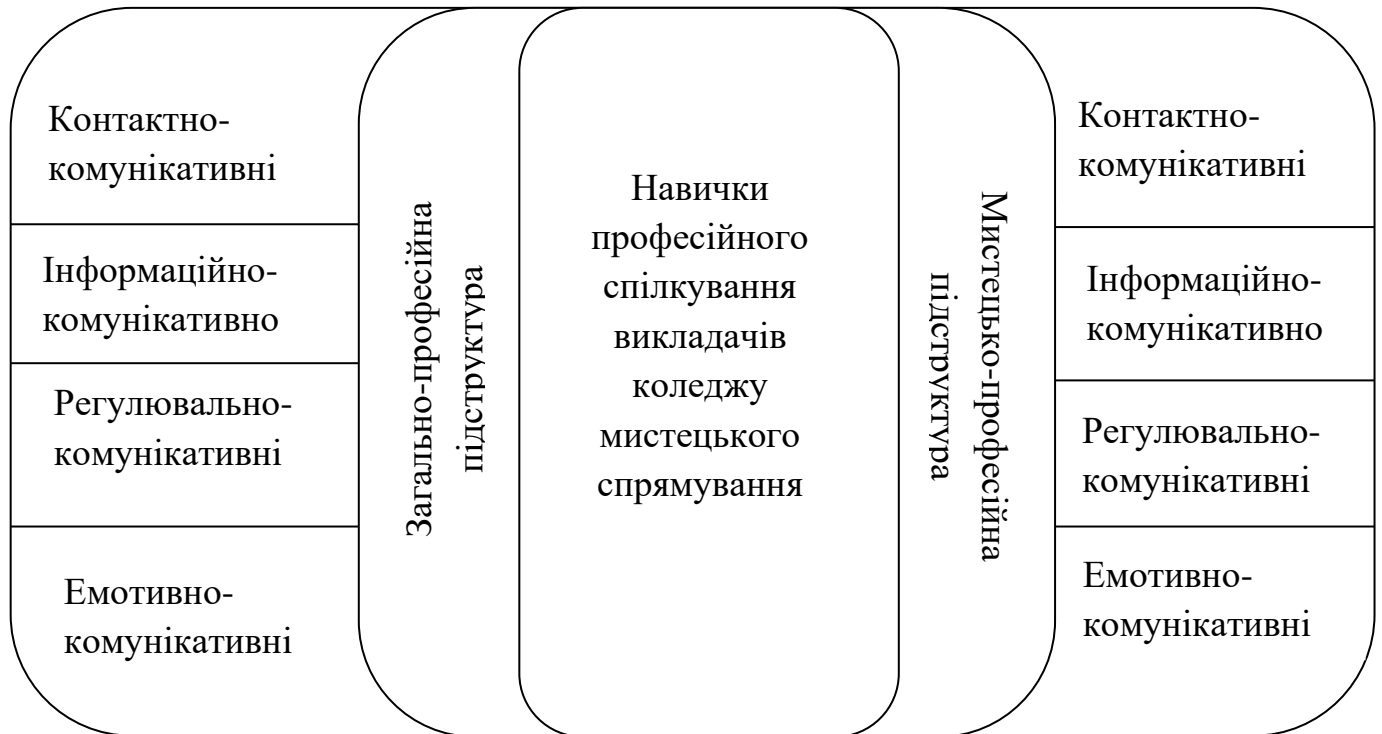 Контактно-
комунікативні
Інформаційно-
комунікативно
Регулювально-
комунікативні
Емотивно-
комунікативні
Загально-професійна
підструктура
Навички
професійного
спілкування
викладачів
коледжу
мистецького
спрямування
Мистецько-професійна
підструктура
Контактно-
комунікативні
Інформаційно-
комунікативно
Регулювально-
комунікативні
Емотивно-
комунікативні